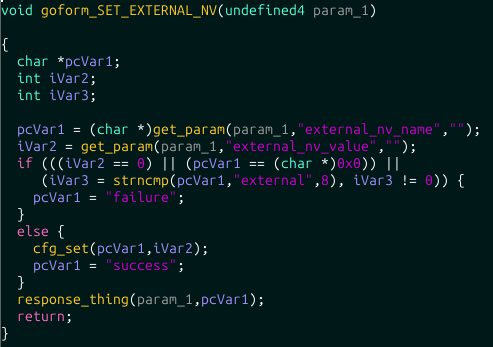 void goform_SET_EXTERNAL_NV(undefined4 param_1)
{
char *pcVar1;
int iVar2;
int iVar3;
pcVar1 = (char *)get_param(param_1,"external_nv_name","");
iVar2 = get_param(param_1,"external_nv_value","");
if (((iVar2 == 0) || (pcVar1 == (char *)0x0)) ||
(iVar3 = strncmp(pcVar1,"external",8), iVar3 != 0)) {
pcVar1 = "failure";
}
else {
cfg_set(pcVar1,iVar2);
pcVar1 = "success";
}
response_thing(param_1,pcVar1);
return;
}